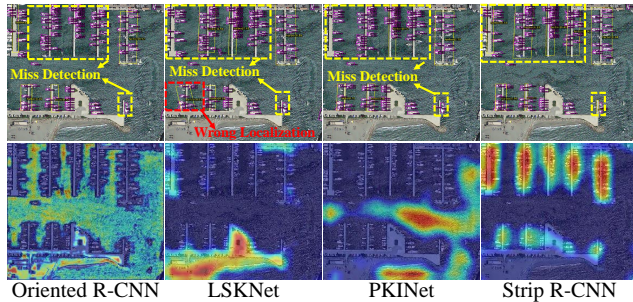 Miss Detection
Miss Detection
Miss Detection
Wrong Localization
Oriented R-CNN
LSKNet
PKINet
Strip R-CNN